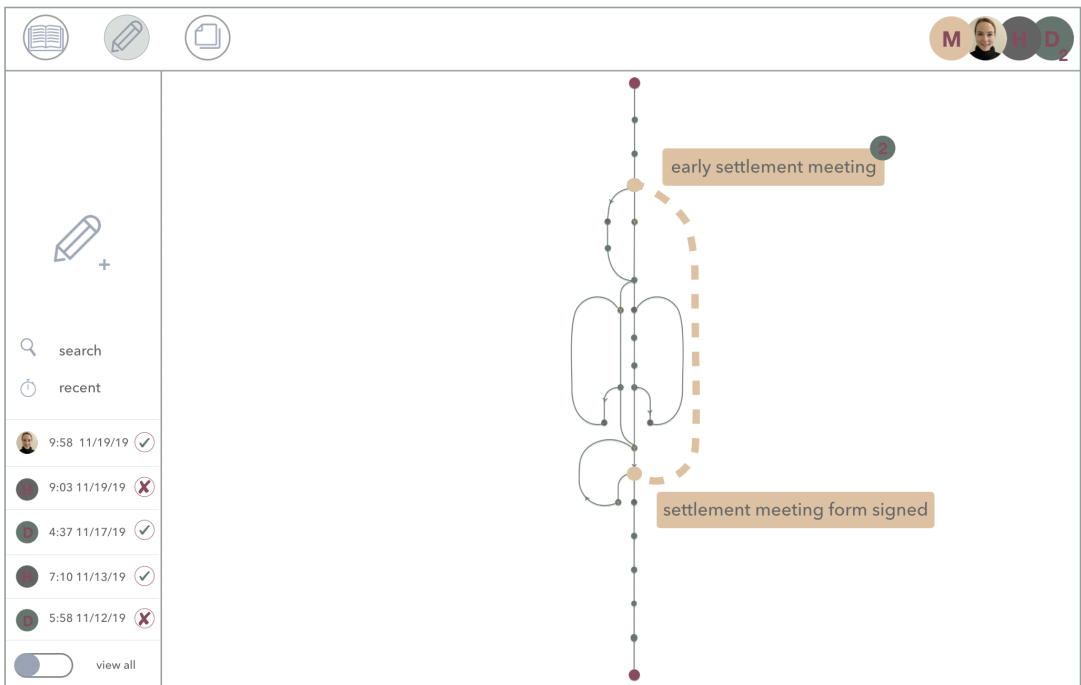 M H D
2
early settlement meeting 2
search
recent
9:58 11/19/19
H 9:03 11/19/19
D 4:37 11/17/19
H 7:10 11/13/19
D 5:58 11/12/19
settlement meeting form signed
view all